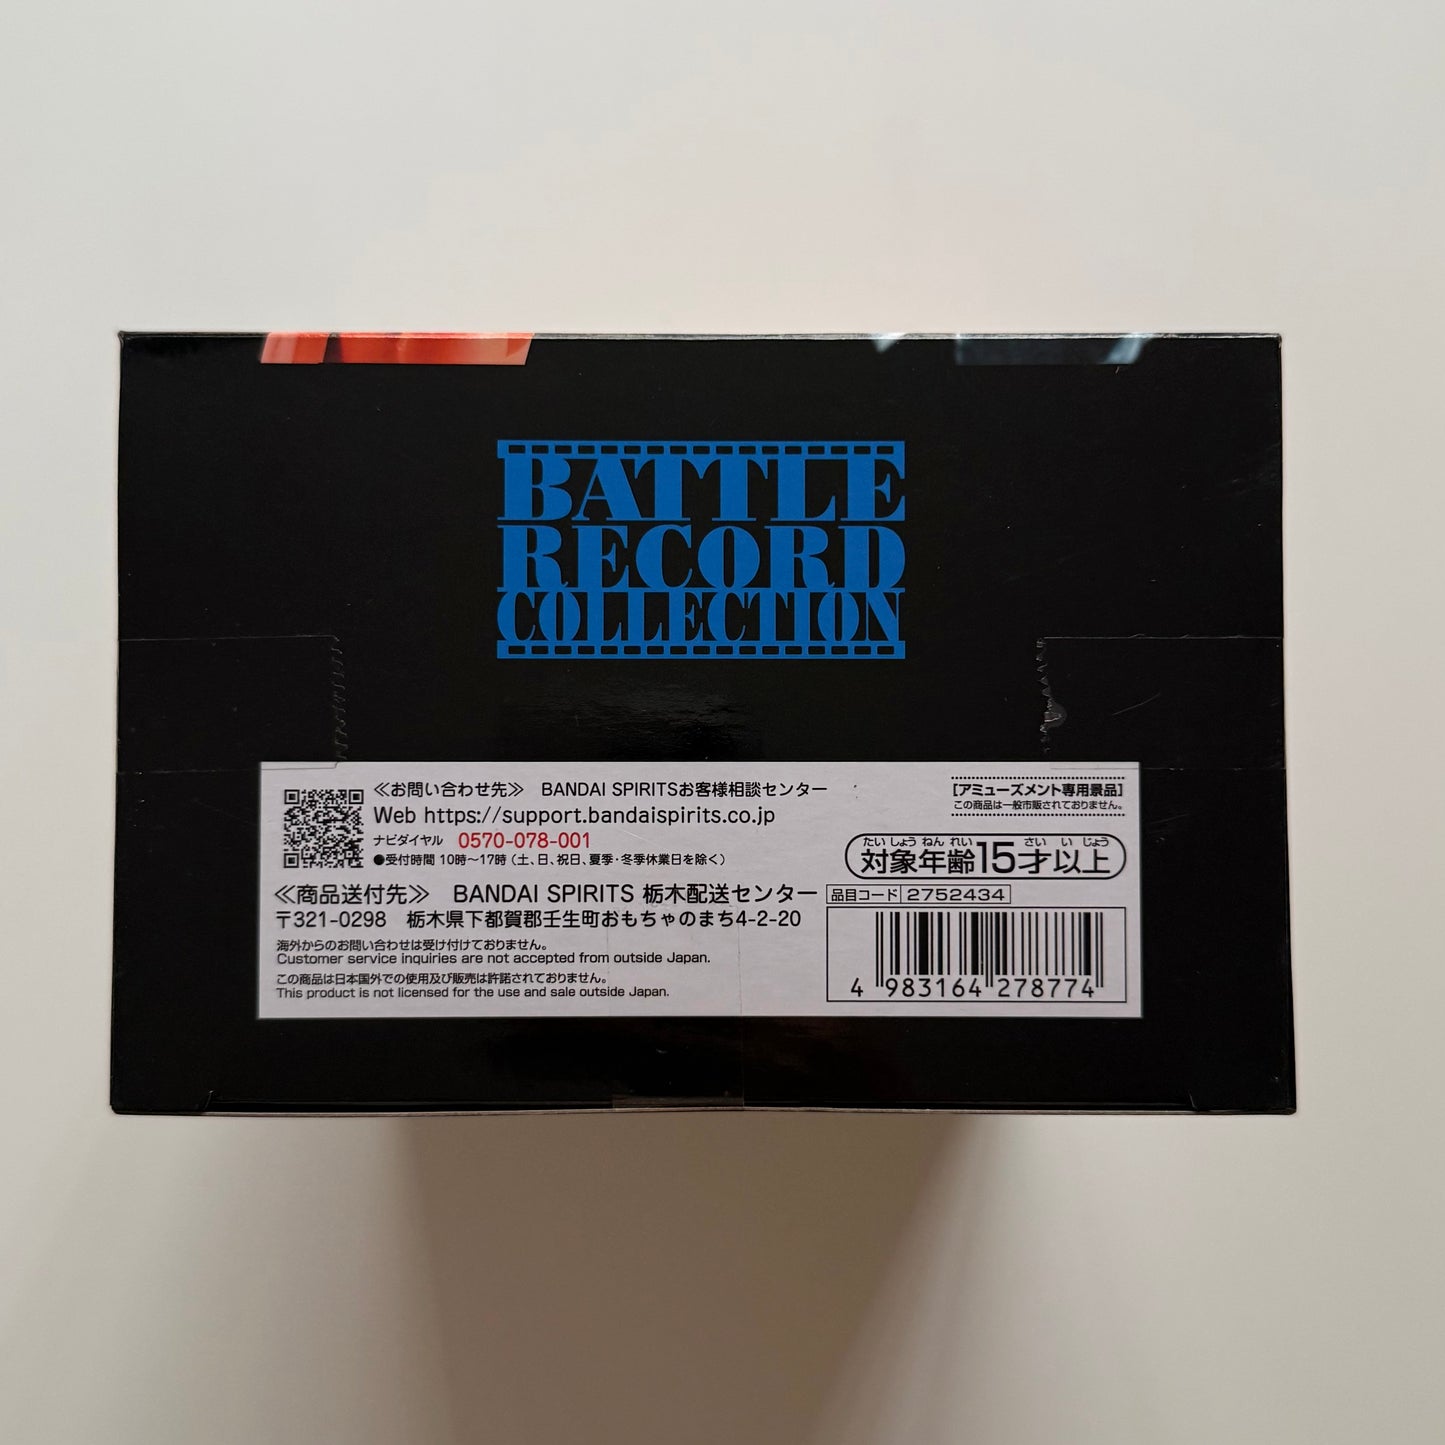 BATTLE
RECORD
COLLECTION
≪お問い合わせ先≫ BANDAI SPIRITSお客様相談センター
Web https://support.bandaispirits.co.jp
ナビダイヤル 0570-078-001
●受付時間 10時〜17時（土、日、祝日、夏季・冬季休業日を除く）
≪商品送付先≫ BANDAI SPIRITS 栃木配送センター
〒321-0298 栃木県下都賀郡壬生町おもちゃのまち4-2-20
海外からのお問い合わせは受け付けておりません。
Customer service inquiries are not accepted from outside Japan.
この商品は日本国外での使用及び販売は許諾されておりません。
This product is not licensed for the use and sale outside Japan.
[アミューズメント専用景品]
この商品は一般市販されておりません。
たいしょうねんれい さいいじょう
対象年齢15才以上
品目コード 2752434
4 983164 278774